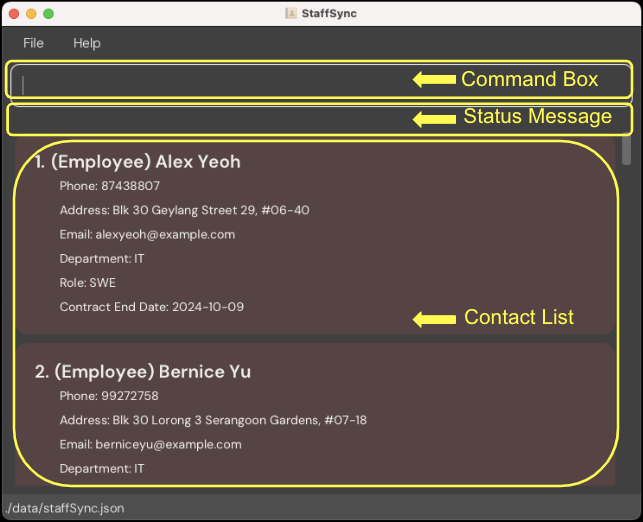 StaffSync
File Help
Command Box
Status Message
1. (Employee) Alex Yeoh
Phone: 87438807
Address: Blk 30 Geylang Street 29, #06-40
Email: alexyeoh@example.com
Department: IT
Role: SWE
Contract End Date: 2024-10-09
Contact List
2. (Employee) Bernice Yu
Phone: 99272758
Address: Blk 30 Lorong 3 Serangoon Gardens, #07-18
Email: berniceyu@example.com
Department: IT
./data/staffSync.json